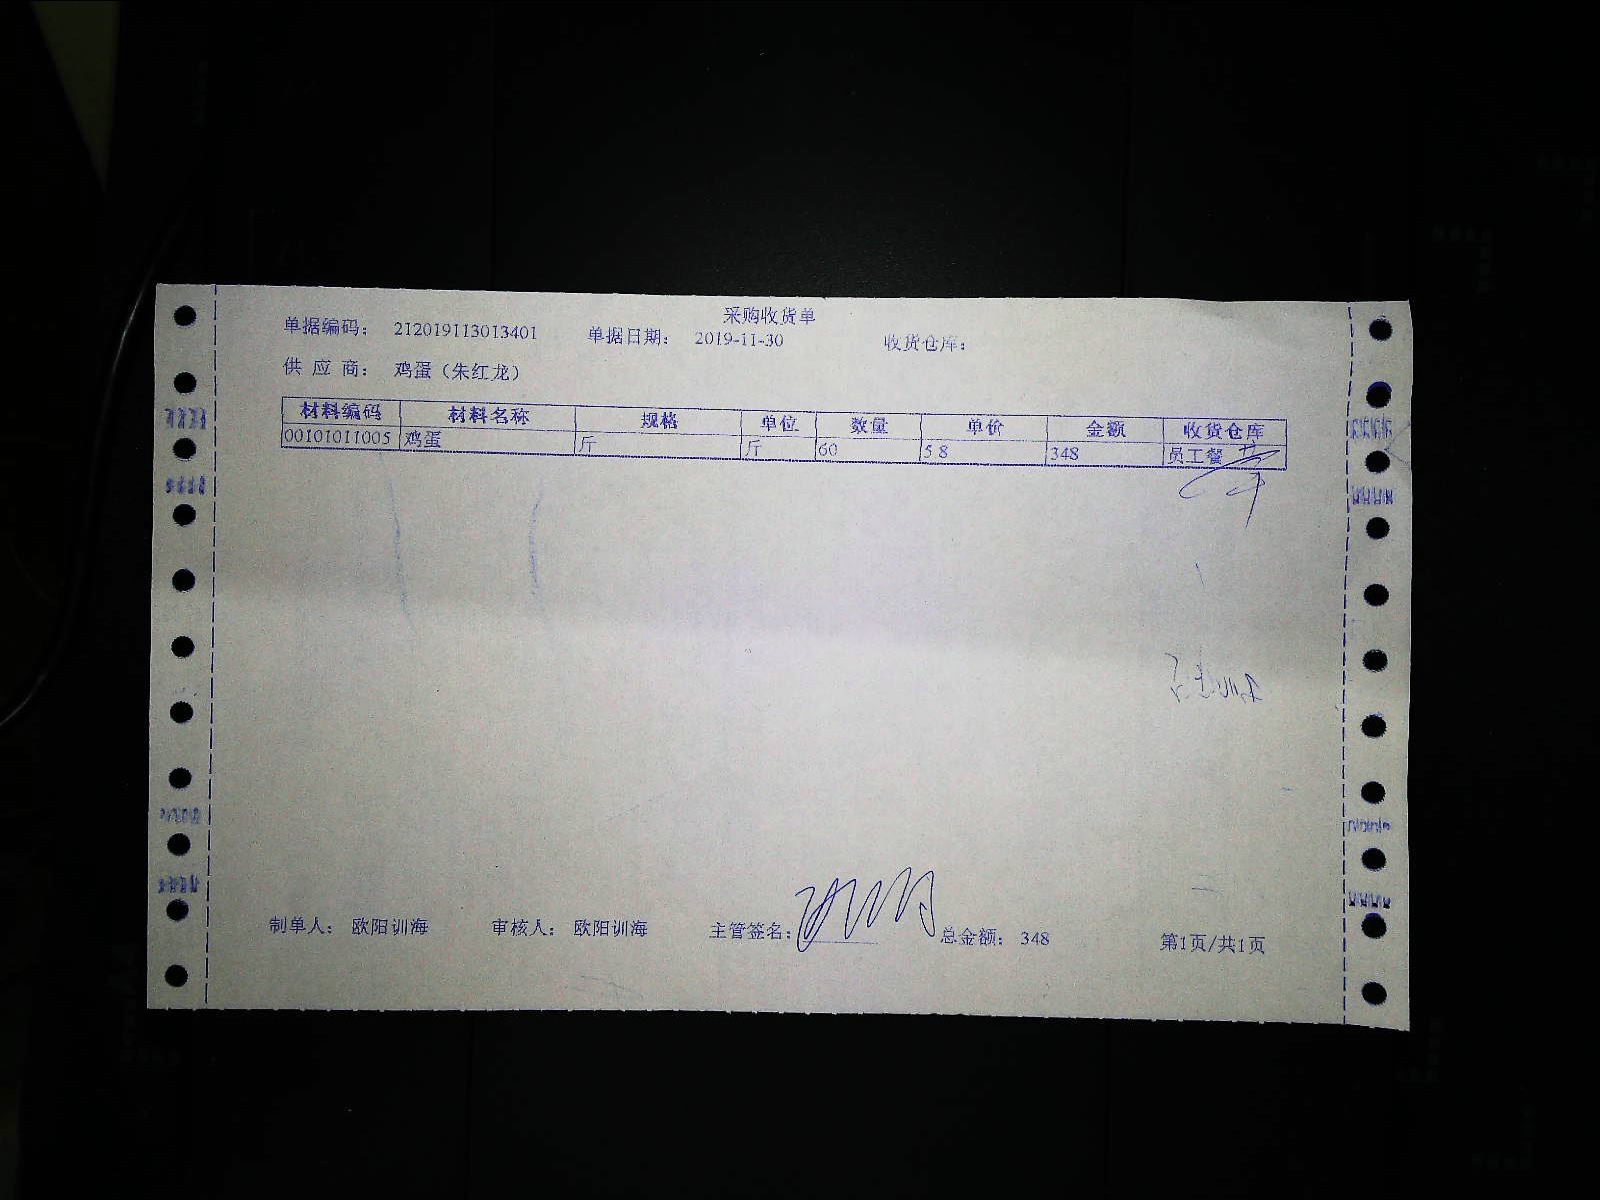 采购收货单
单据编码： 212019113013401 单据日期： 2019-11-30 收货仓库：
供 应 商： 鸡蛋（朱红龙）
材料编码 材料名称 规格 单位 数量 单价 金额 收货仓库
00101011005 鸡蛋 斤 斤 60 5 8 348 员工餐
制单人： 欧阳训海 审核人： 欧阳训海 主管签名： 总金额： 348 第1页/共1页